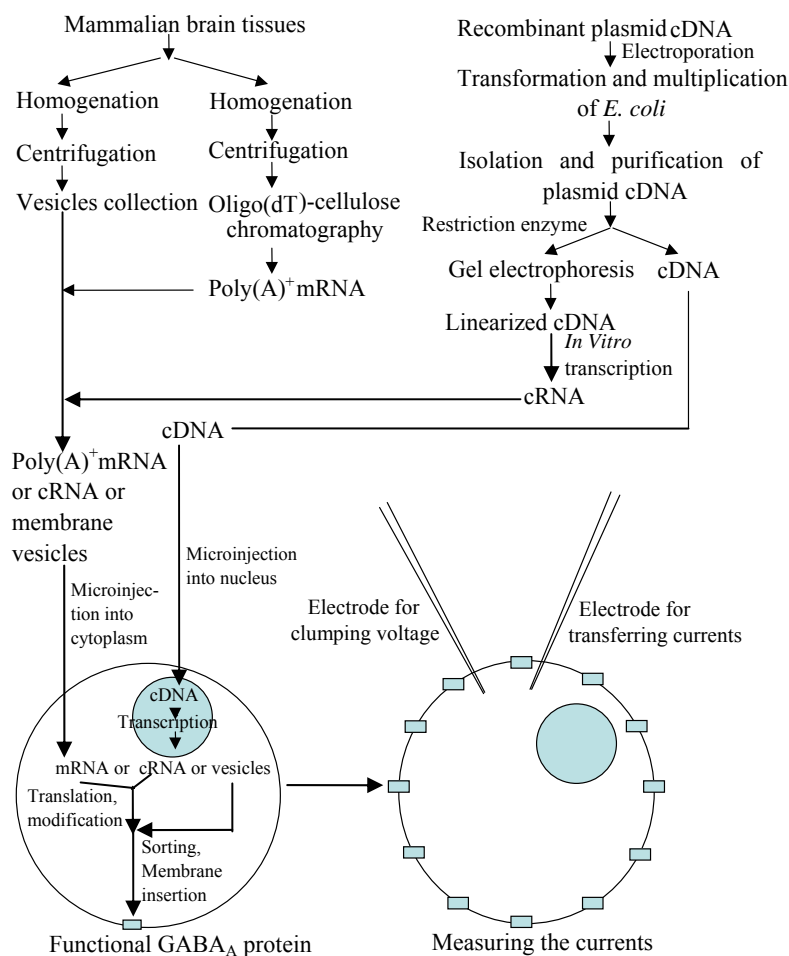 Mammalian brain tissues
Homogenation
Centrifugation
Vesicles collection
Homogenation
Centrifugation
Oligo(dT)-cellulose
chromatography
Poly(A)+mRNA
Recombinant plasmid cDNA
Electroporation
Transformation and multiplication
of E. coli
Isolation and purification of
plasmid cDNA
Restriction enzyme
Gel electrophoresis
cDNA
Linearized cDNA
In Vitro
transcription
cRNA
cDNA
Poly(A)+mRNA
or cRNA or
membrane
vesicles
Microinjection
into nucleus
Microinjec-
tion into
cytoplasm
cDNA
Transcription
mRNA or cRNA or vesicles
Translation,
modification
Sorting,
Membrane
insertion
Functional GABAA protein
Electrode for
clumping voltage
Electrode for
transferring currents
Measuring the currents